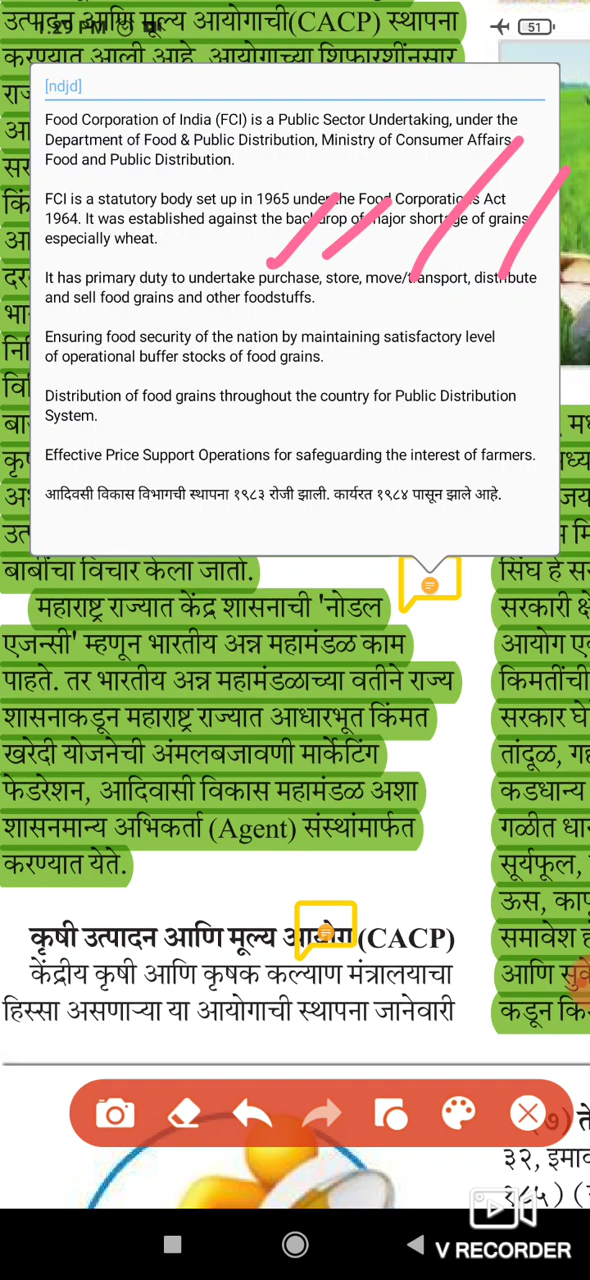 उत्पादन आणि मूल्य आयोगाची(CACP) स्थापना
1:29 PM
51
करण्यात आली आहे. आयोगाच्या शिफारशींनुसार
[ndjd]
Food Corporation of India (FCI) is a Public Sector Undertaking, under the
Department of Food & Public Distribution, Ministry of Consumer Affairs,
Food and Public Distribution.
FCI is a statutory body set up in 1965 under the Food Corporations Act
1964. It was established against the backdrop of major shortage of grains,
especially wheat.
It has primary duty to undertake purchase, store, move/transport, distribute
and sell food grains and other foodstuffs.
Ensuring food security of the nation by maintaining satisfactory level
of operational buffer stocks of food grains.
Distribution of food grains throughout the country for Public Distribution
System.
Effective Price Support Operations for safeguarding the interest of farmers.
आदिवसी विकास विभागची स्थापना १९८३ रोजी झाली. कार्यरत १९८४ पासून झाले आहे.
बाबींचा विचार केला जातो.
महाराष्ट्र राज्यात केंद्र शासनाची 'नोडल
एजन्सी' म्हणून भारतीय अन्न महामंडळ काम
पाहते. तर भारतीय अन्न महामंडळाच्या वतीने राज्य
शासनाकडून महाराष्ट्र राज्यात आधारभूत किंमत
खरेदी योजनेची अंमलबजावणी मार्केटिंग
फेडरेशन, आदिवासी विकास महामंडळ अशा
शासनमान्य अभिकर्ता (Agent) संस्थांमार्फत
करण्यात येते.
कृषी उत्पादन आणि मूल्य आयोग (CACP)
केंद्रीय कृषी आणि कृषक कल्याण मंत्रालयाचा
हिस्सा असणाऱ्या या आयोगाची स्थापना जानेवारी
सिंघ हे
सरकारी
आयोग
किमतींची
सरकार
तांदूळ,
कडधान्य
गळीत
सूर्यफूल,
ऊस,
समावेश
आणि
कडून
(७) ते
३२,
२८५) (
V RECORDER